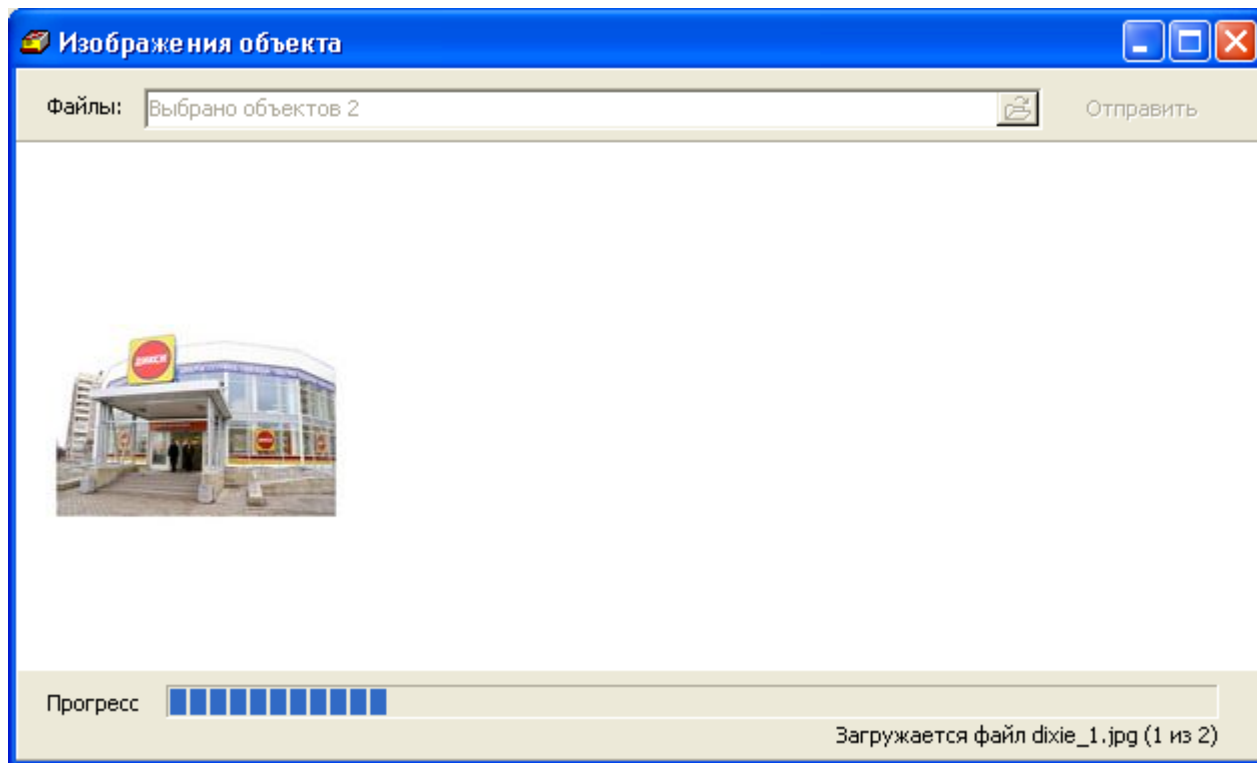 Изображения объекта
Файлы: Выбрано объектов 2 Отправить
ДИКСИ
Прогресс
Загружается файл dixie_1.jpg (1 из 2)